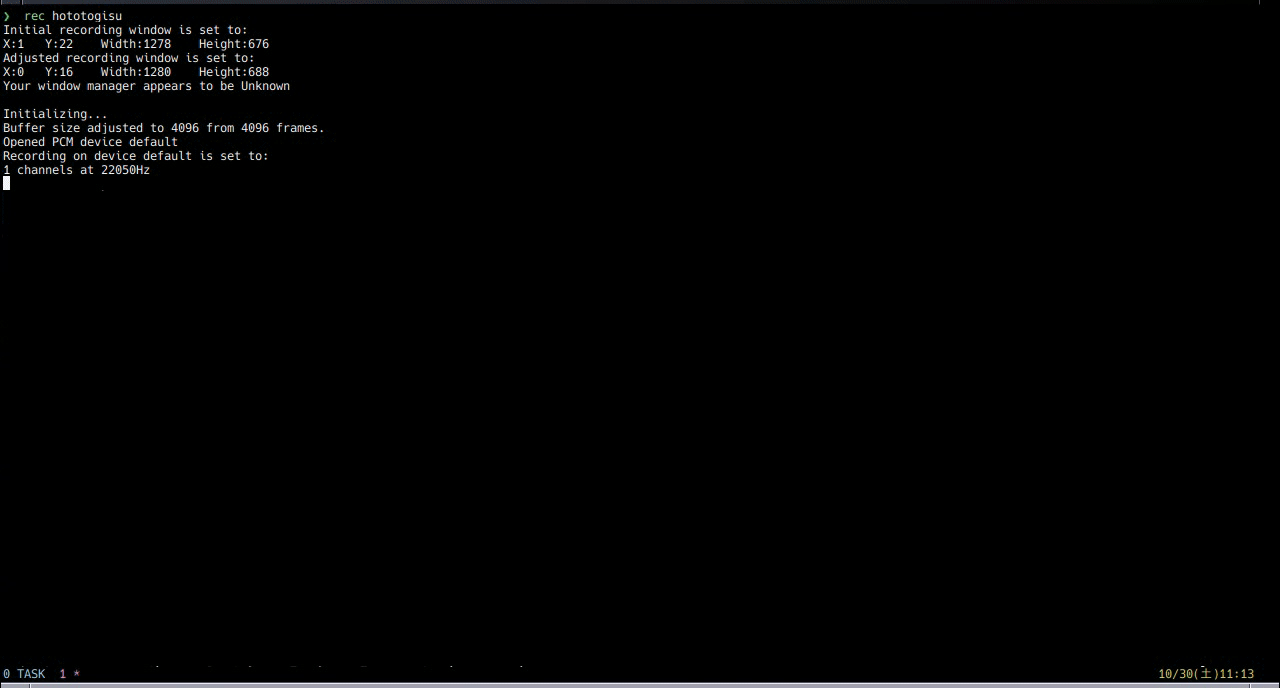 ❯ rec hototogisu
Initial recording window is set to:
X:1 Y:22 Width:1278 Height:676
Adjusted recording window is set to:
X:0 Y:16 Width:1280 Height:688
Your window manager appears to be Unknown
Initializing...
Buffer size adjusted to 4096 from 4096 frames.
Opened PCM device default
Recording on device default is set to:
1 channels at 22050Hz
0 TASK 1 * 10/30(土)11:13